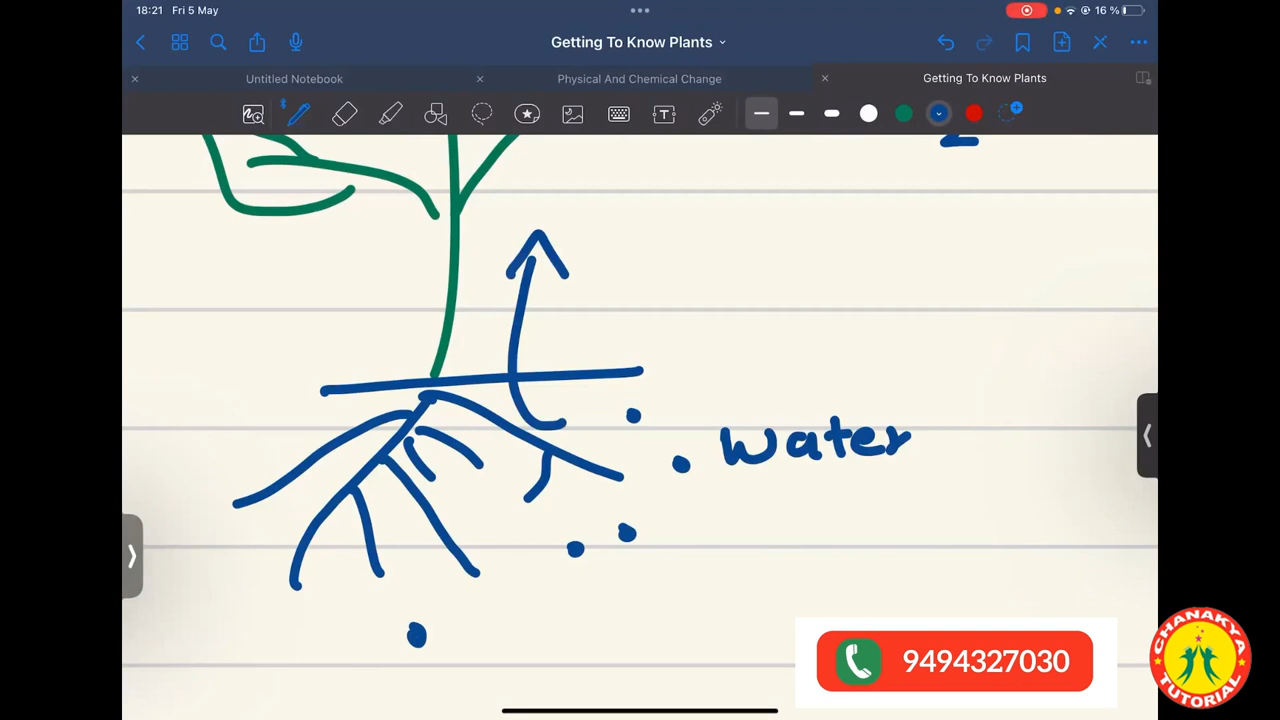 18:21 Fri 5 May
16 %
Getting To Know Plants
Untitled Notebook
Physical And Chemical Change
Getting To Know Plants
T
water
9494327030
CHANAKYA
TUTORIAL